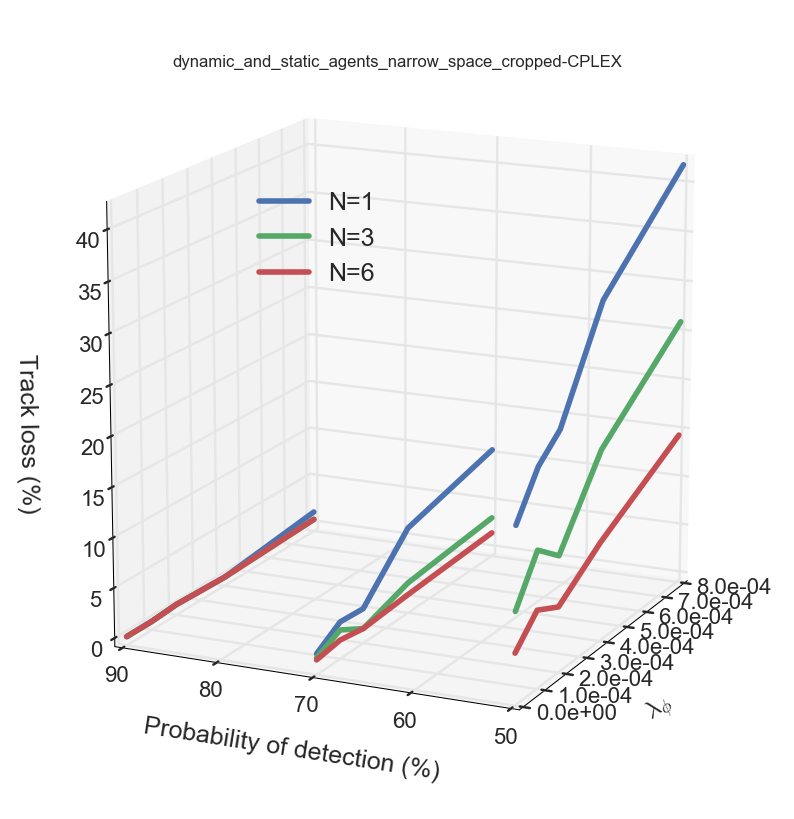 dynamic_and_static_agents_narrow_space_cropped-CPLEX
N=1
N=3
N=6
40
35
30
25
20
15
10
5
0
Track loss (%)
90
80
70
60
50
Probability of detection (%)
8.0e-04
7.0e-04
6.0e-04
5.0e-04
4.0e-04
3.0e-04
2.0e-04
1.0e-04
0.0e+00
λϕ